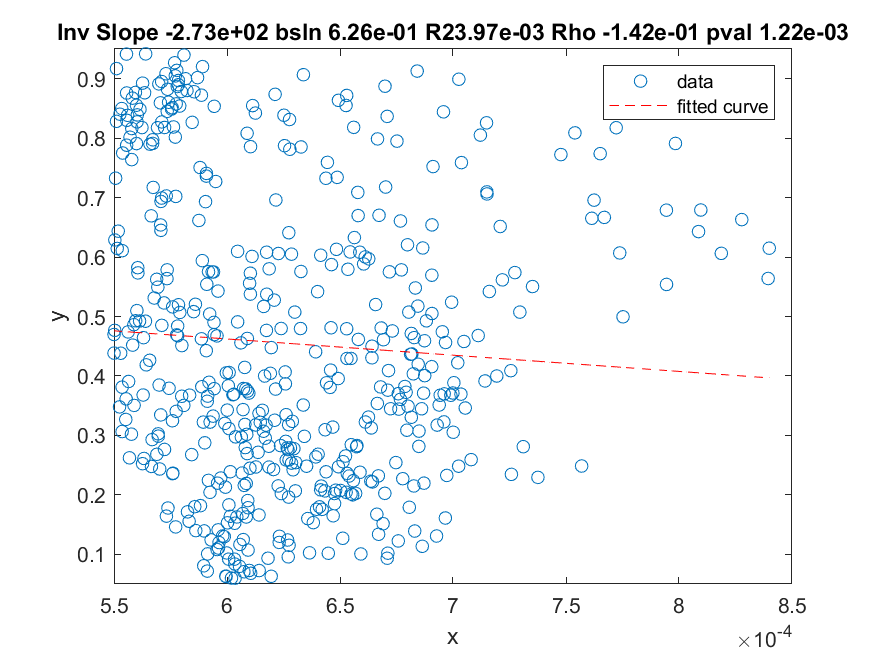 Inv Slope -2.73e+02 bsln 6.26e-01 R23.97e-03 Rho -1.42e-01 pval 1.22e-03
data
fitted curve
0.9
0.8
0.7
0.6
0.5
0.4
0.3
0.2
0.1
y
5.5 6 6.5 7 7.5 8 8.5
x
×10-4